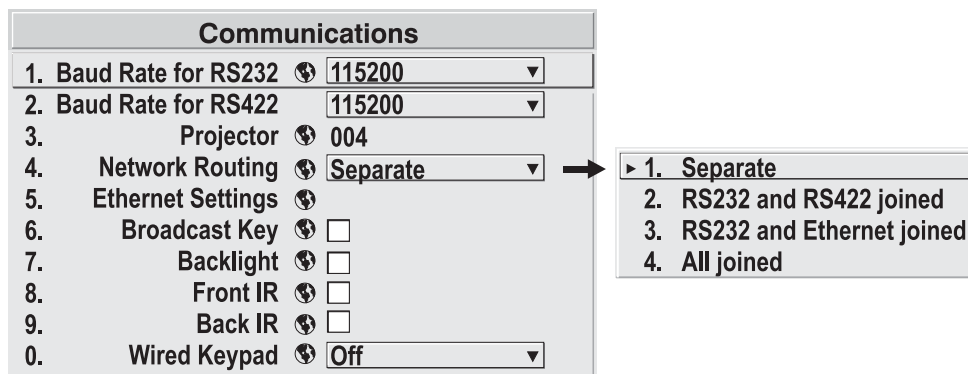 Communications
1. Baud Rate for RS232 115200
2. Baud Rate for RS422 115200
3. Projector 004
4. Network Routing Separate
5. Ethernet Settings
6. Broadcast Key
7. Backlight
8. Front IR
9. Back IR
0. Wired Keypad Off
1. Separate
2. RS232 and RS422 joined
3. RS232 and Ethernet joined
4. All joined